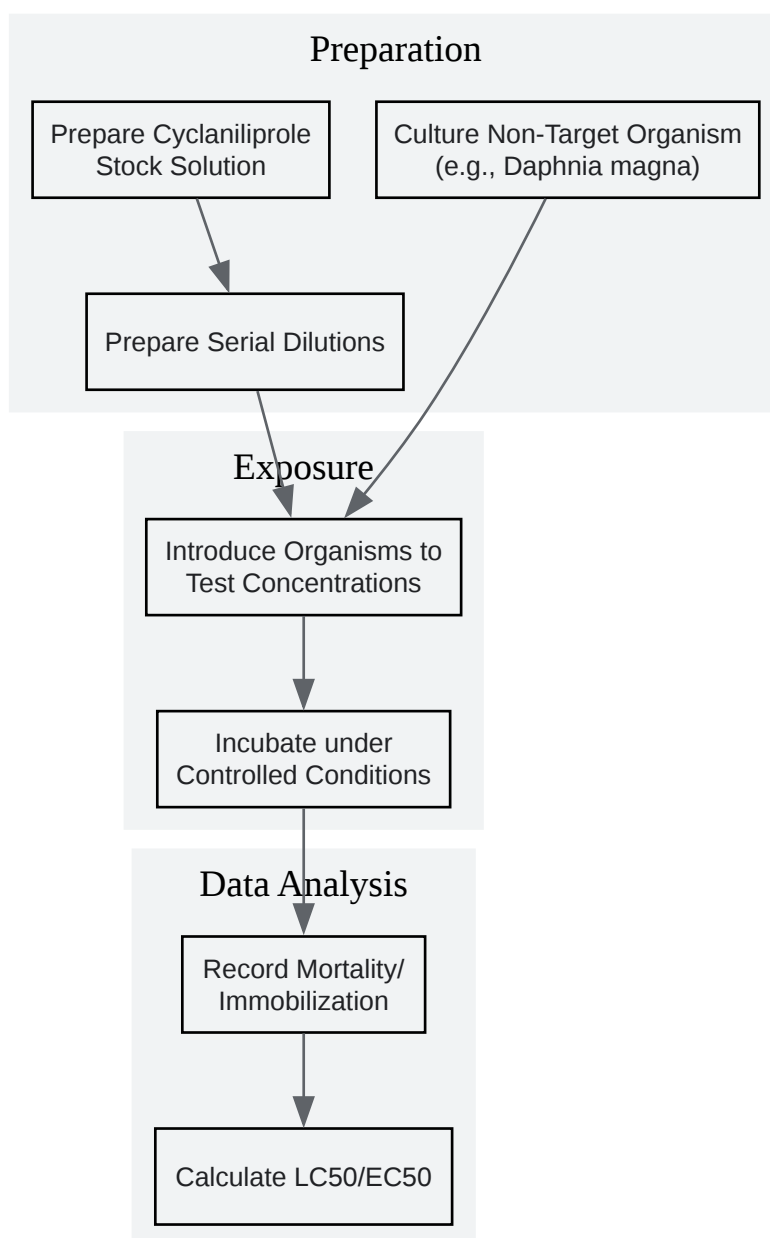 Preparation
Prepare Cyclaniliprole
Stock Solution
Culture Non-Target Organism
(e.g., Daphnia magna)
Prepare Serial Dilutions
Exposure
Introduce Organisms to
Test Concentrations
Incubate under
Controlled Conditions
Data Analysis
Record Mortality/
Immobilization
Calculate LC50/EC50